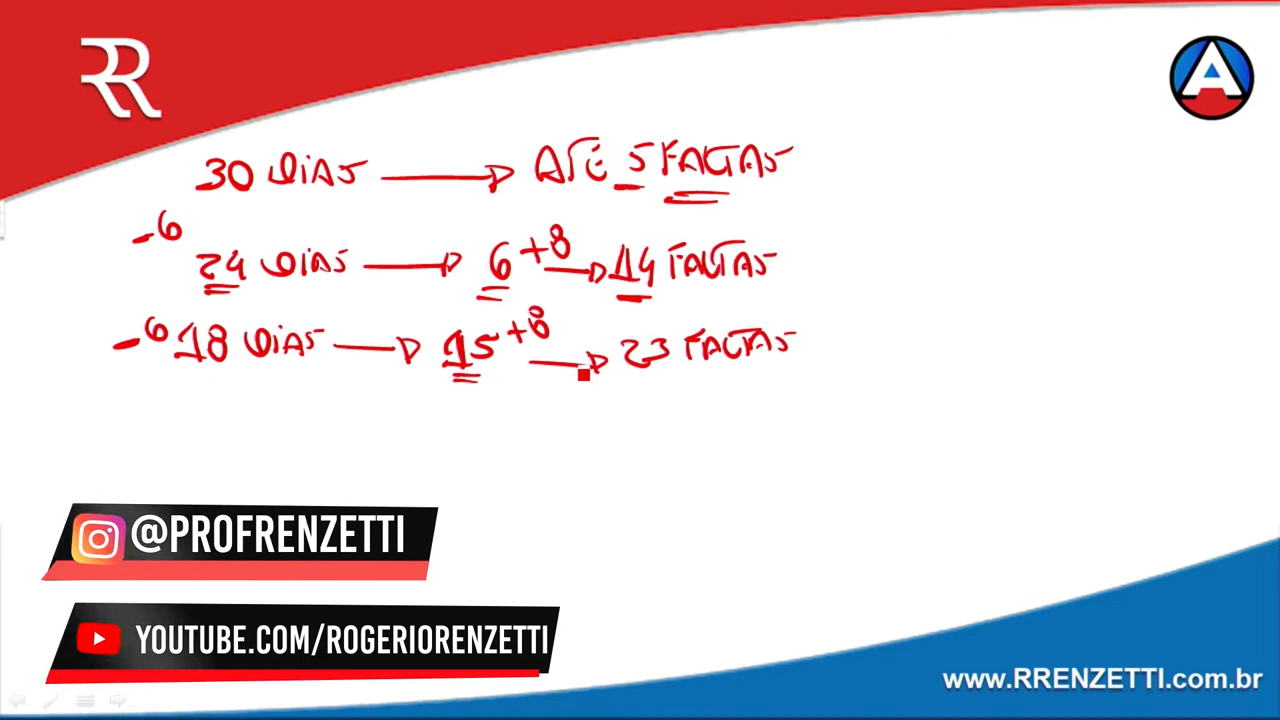 RR
A
30 DIAS → ATÉ 5 FALTAS
-6
24 DIAS → 6 +8 → 14 FALTAS
-6 18 DIAS → 15 +8 → 23 FALTAS
@PROFRENZETTI
YOUTUBE.COM/ROGERIORENZETTI
www.RRENZETTI.com.br